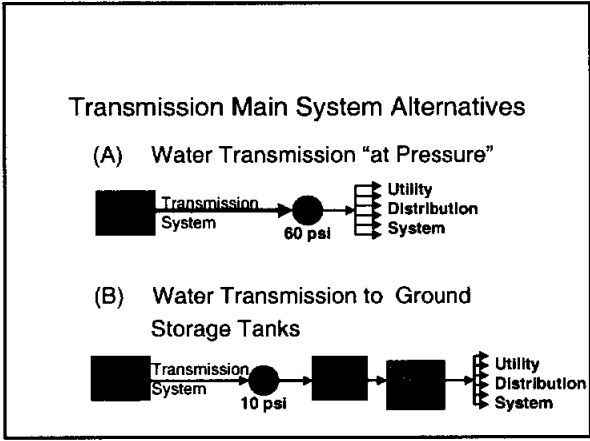 Transmission Main System Alternatives
(A) Water Transmission "at Pressure"
Transmission
System
60 psi
Utility
Distribution
System
(B) Water Transmission to Ground
Storage Tanks
Transmission
System
10 psi
Utility
Distribution
System